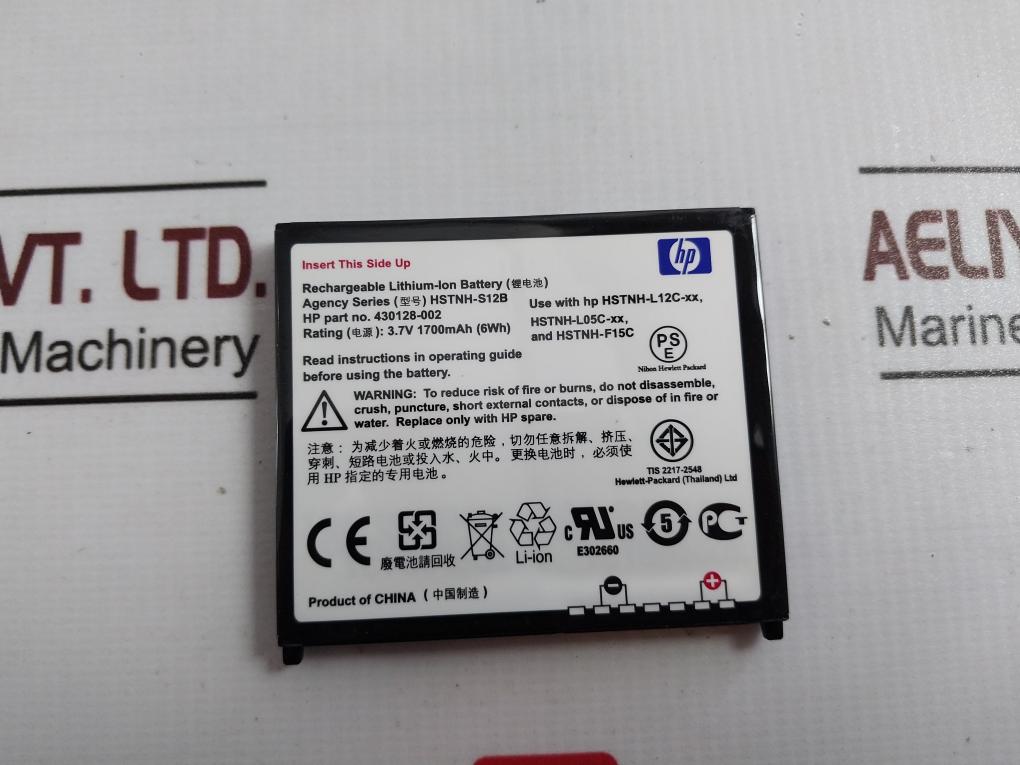 VT. LTD.
Machinery
AELIY
Marine
Insert This Side Up
hp
Rechargeable Lithium-Ion Battery (锂电池)
Agency Series (型号) HSTNH-S12B
HP part no. 430128-002
Rating (电源): 3.7V 1700mAh (6Wh)
Use with hp HSTNH-L12C-xx,
HSTNH-L05C-xx,
and HSTNH-F15C
Read instructions in operating guide
before using the battery.
PS
E
Nihon Hewlett Packard
WARNING: To reduce risk of fire or burns, do not disassemble,
crush, puncture, short external contacts, or dispose of in fire or
water. Replace only with HP spare.
注意：为减少着火或燃烧的危险，切勿任意拆解、挤压、
穿刺、短路电池或投入水、火中。更换电池时，必须使
用 HP 指定的专用电池。
TIS 2217-2548
Hewlett-Packard (Thailand) Ltd
CE
廢電池請回收
Li-ion
c RU US
E302660
5
PCT
Product of CHINA (中国制造)